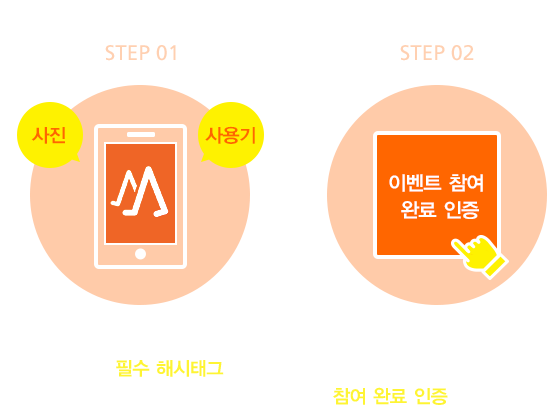 STEP 01
STEP 02
사진
사용기
이벤트 참여
완료 인증
필수 해시태그
참여 완료 인증